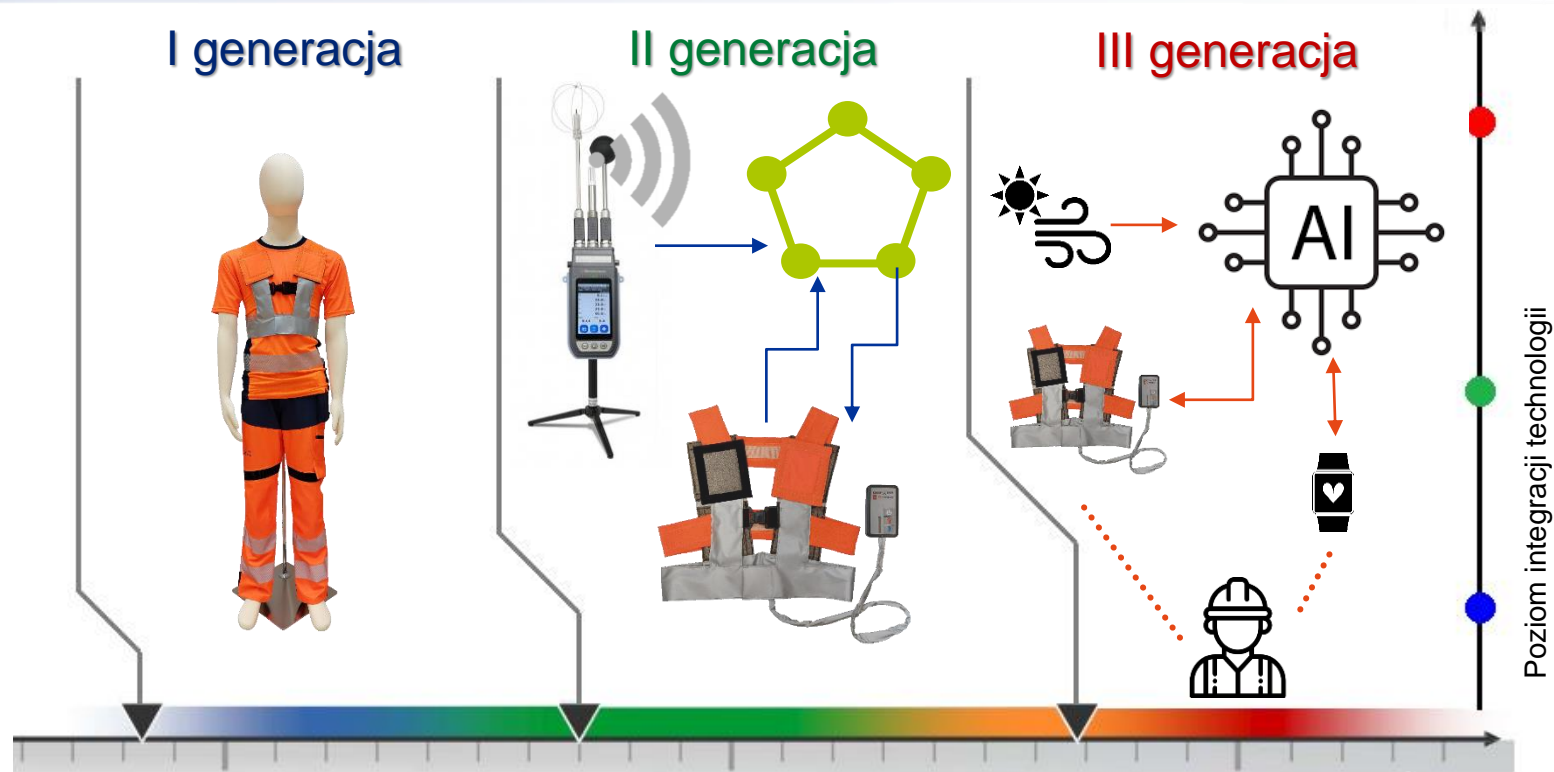 I generacja
II generacja
III generacja
AI
Poziom integracji technologii